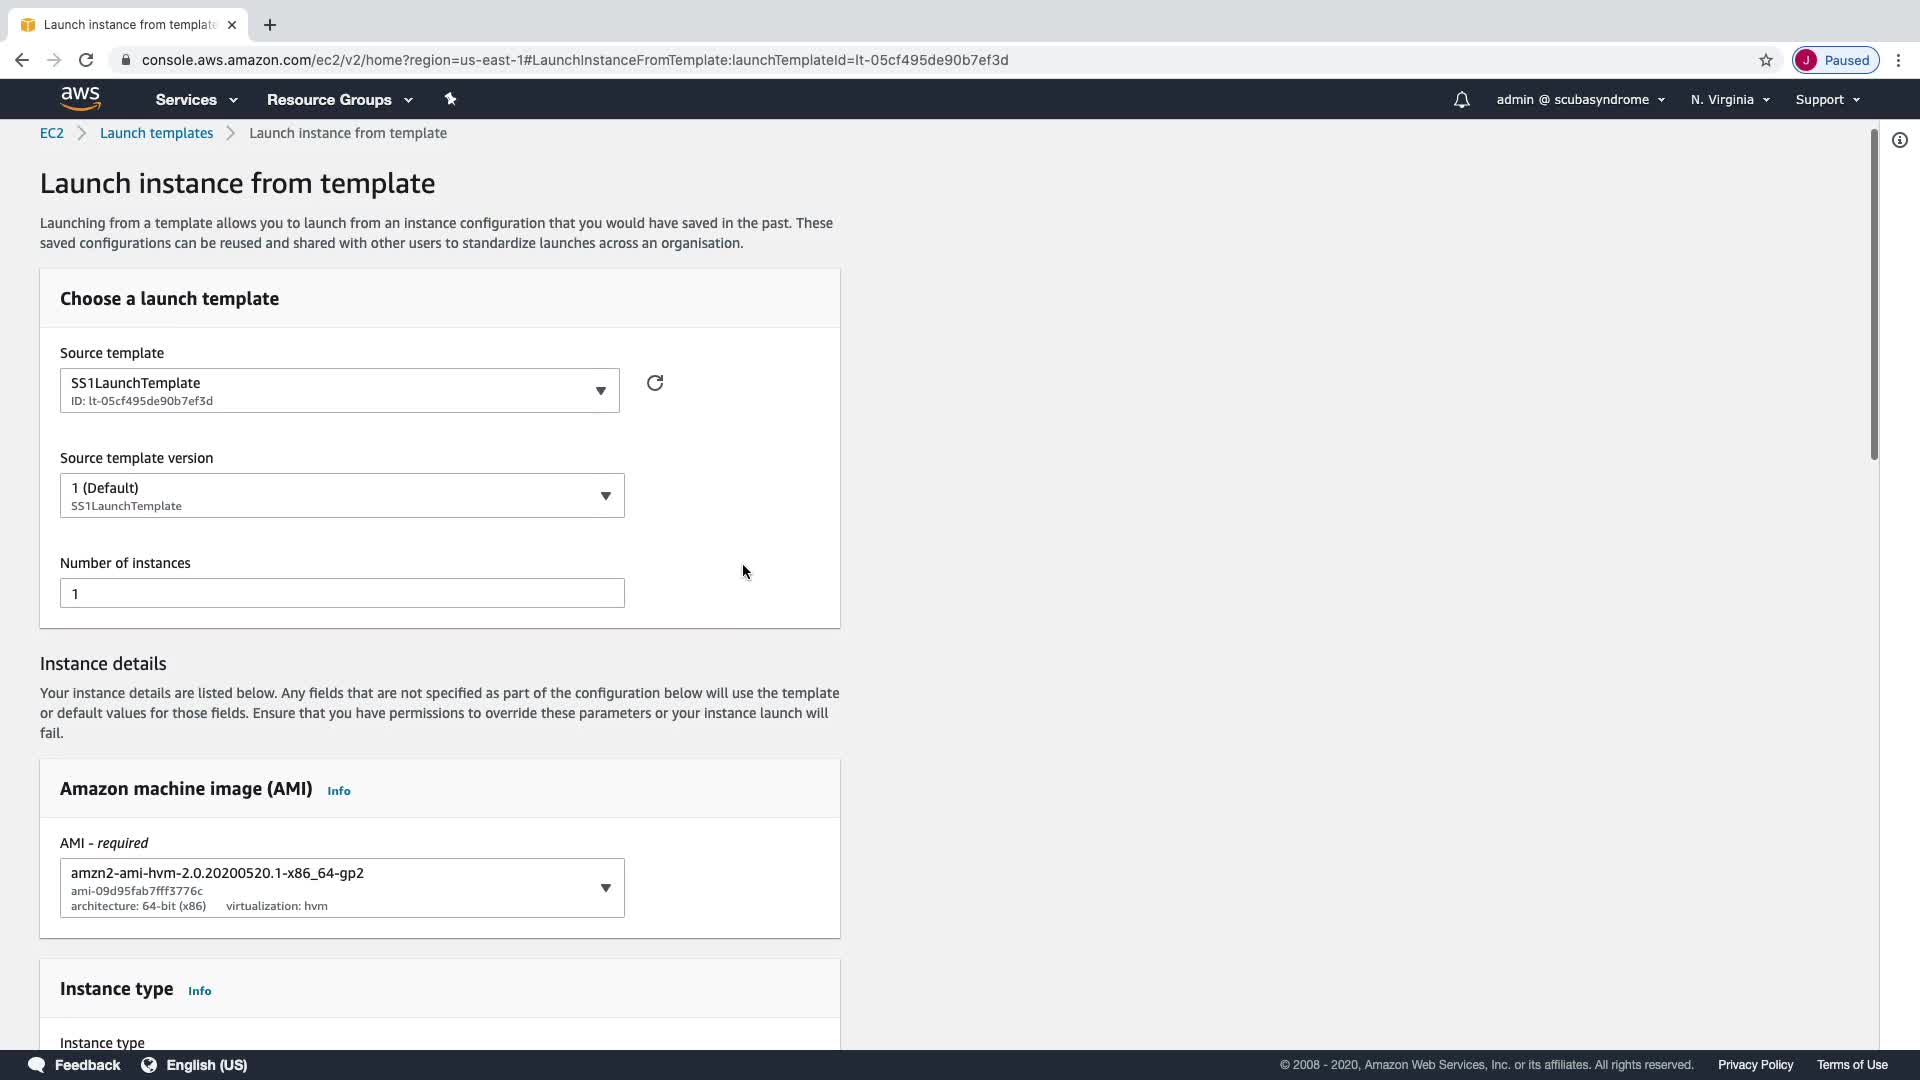 Launch instance from template
console.aws.amazon.com/ec2/v2/home?region=us-east-1#LaunchInstanceFromTemplate:launchTemplateId=lt-05cf495de90b7ef3d
J Paused
aws Services Resource Groups admin @ scubasyndrome N. Virginia Support
EC2 Launch templates Launch instance from template
Launch instance from template
Launching from a template allows you to launch from an instance configuration that you would have saved in the past. These
saved configurations can be reused and shared with other users to standardize launches across an organisation.
Choose a launch template
Source template
SS1LaunchTemplate
ID: lt-05cf495de90b7ef3d
Source template version
1 (Default)
SS1LaunchTemplate
Number of instances
1
Instance details
Your instance details are listed below. Any fields that are not specified as part of the configuration below will use the template
or default values for those fields. Ensure that you have permissions to override these parameters or your instance launch will
fail.
Amazon machine image (AMI) Info
AMI - required
amzn2-ami-hvm-2.0.20200520.1-x86_64-gp2
ami-09d95fab7fff3776c
architecture: 64-bit (x86) virtualization: hvm
Instance type Info
Instance type
Feedback English (US) © 2008 - 2020, Amazon Web Services, Inc. or its affiliates. All rights reserved. Privacy Policy Terms of Use